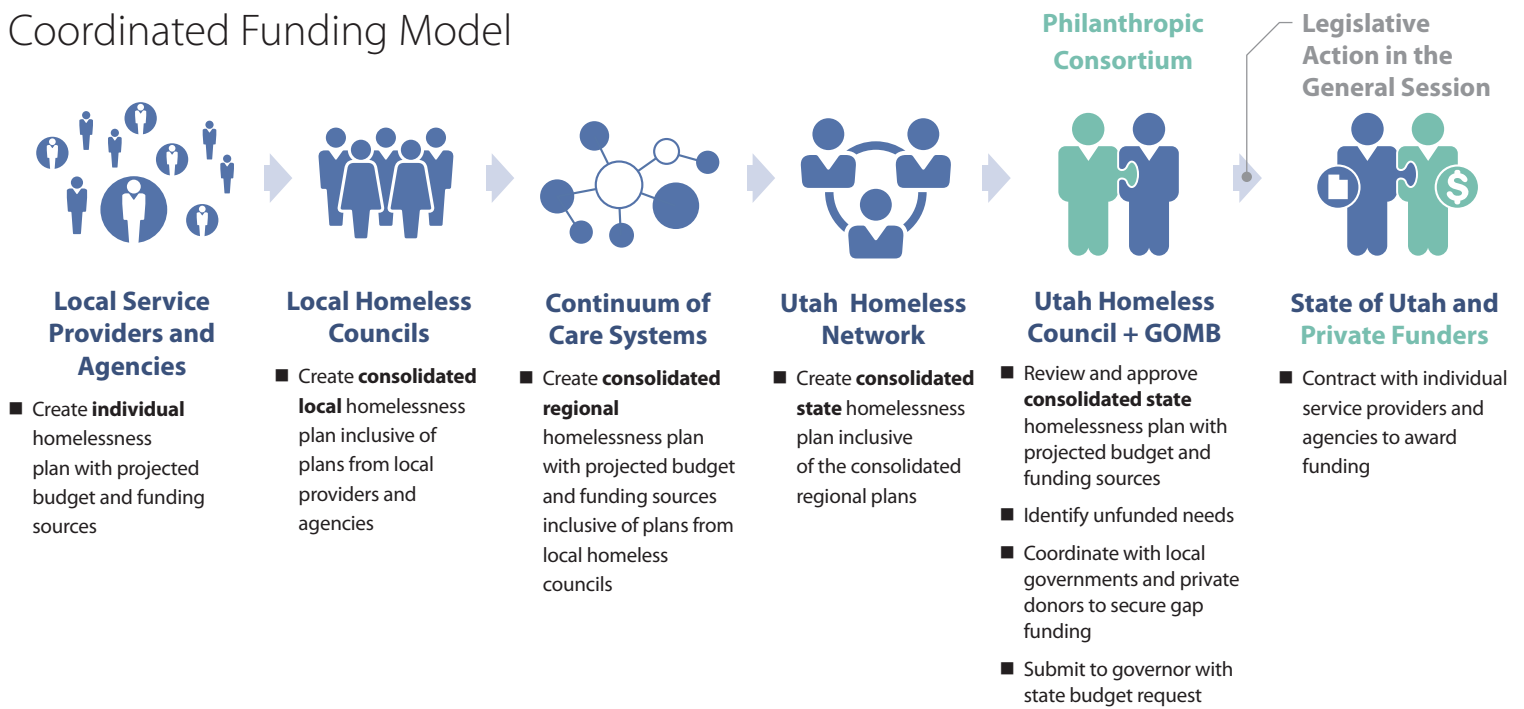 Coordinated Funding Model
Philanthropic
Consortium
Legislative
Action in the
General Session
$
Local Service
Providers and
Agencies
■ Create individual
homelessness
plan with projected
budget and funding
sources
Local Homeless
Councils
■ Create consolidated
local homelessness
plan inclusive of
plans from local
providers and
agencies
Continuum of
Care Systems
■ Create consolidated
regional
homelessness plan
with projected budget
and funding sources
inclusive of plans from
local homeless
councils
Utah Homeless
Network
■ Create consolidated
state homelessness
plan inclusive
of the consolidated
regional plans
Utah Homeless
Council + GOMB
■ Review and approve
consolidated state
homelessness plan with
projected budget and
funding sources
■ Identify unfunded needs
■ Coordinate with local
governments and private
donors to secure gap
funding
■ Submit to governor with
state budget request
State of Utah and
Private Funders
■ Contract with individual
service providers and
agencies to award
funding